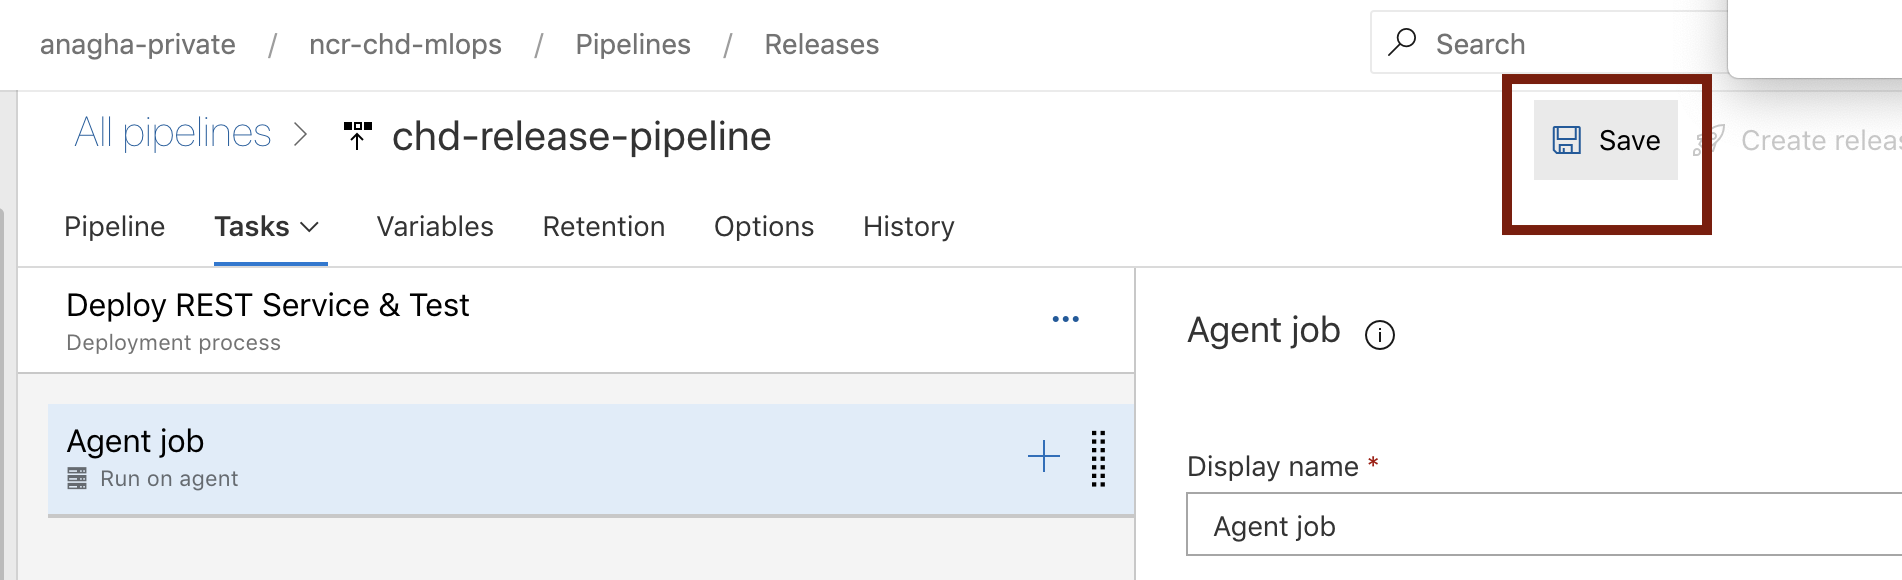 anagha-private / ncr-chd-mlops / Pipelines / Releases
Search
All pipelines > chd-release-pipeline
Save
Create releas
Pipeline Tasks Variables Retention Options History
Deploy REST Service & Test
Deployment process
Agent job
Run on agent
Agent job
Display name *
Agent job